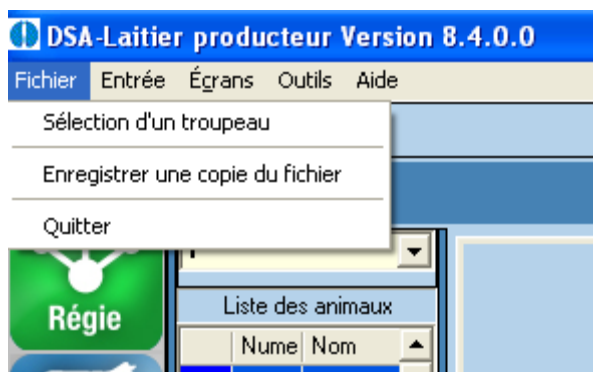 DSA-Laitier producteur Version 8.4.0.0
Fichier Entrée Écrans Outils Aide
Sélection d'un troupeau
Enregistrer une copie du fichier
Quitter
Régie
Liste des animaux
Nume Nom